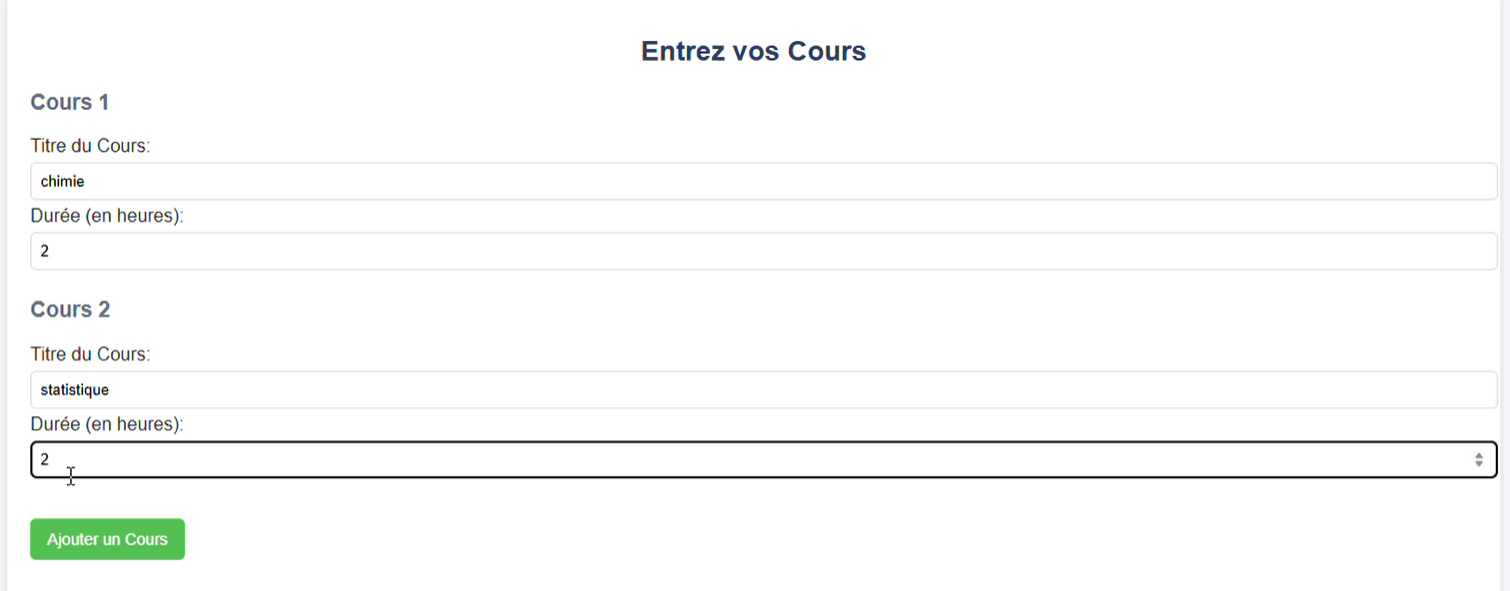 Entrez vos Cours
Cours 1
Titre du Cours:
chimie
Durée (en heures):
2
Cours 2
Titre du Cours:
statistique
Durée (en heures):
2
Ajouter un Cours